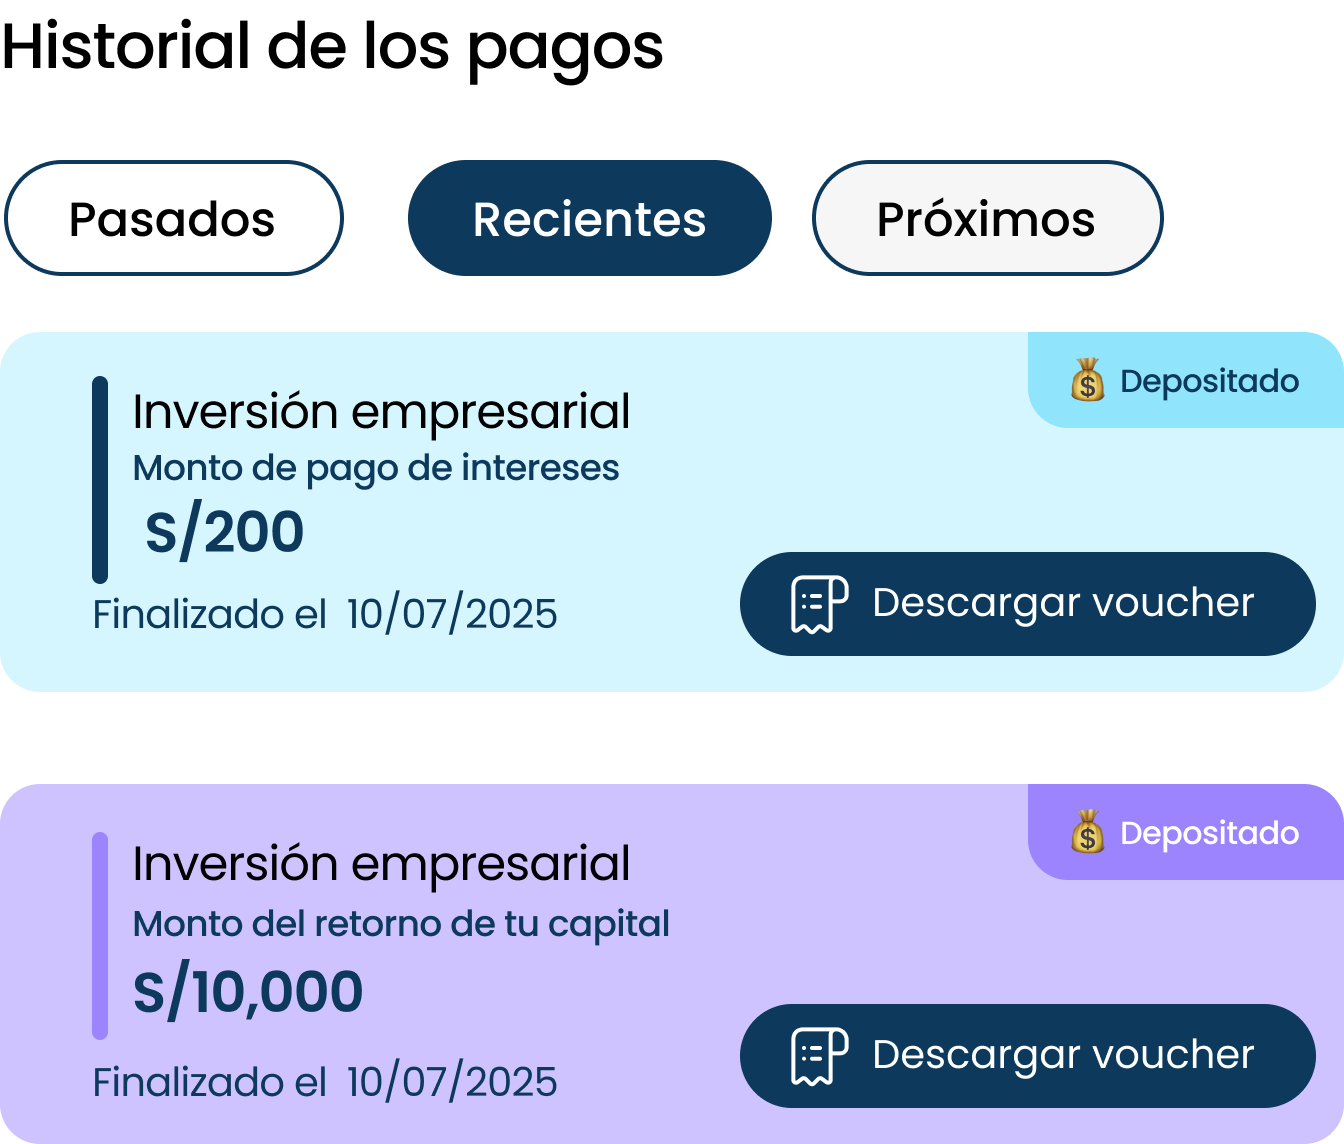 Historial de los pagos
Pasados
Recientes
Próximos
Depositado
Inversión empresarial
Monto de pago de intereses
S/200
Finalizado el 10/07/2025
Descargar voucher
Depositado
Inversión empresarial
Monto del retorno de tu capital
S/10,000
Finalizado el 10/07/2025
Descargar voucher